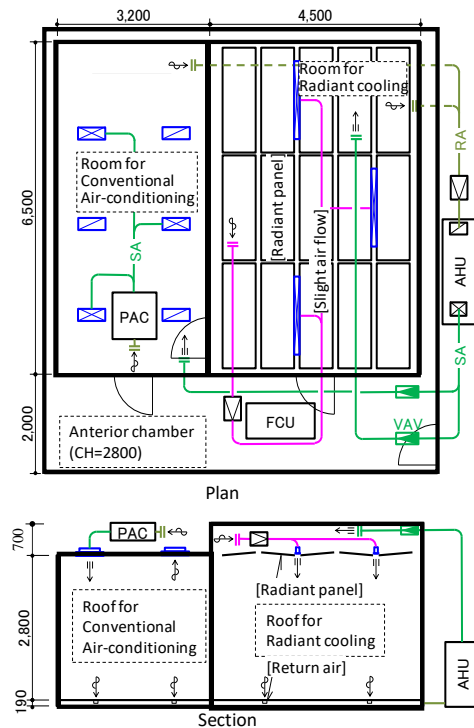 3,200
4,500
Room for
Radiant cooling
6,500
Room for
Conventional
Air-conditioning
[Radiant panel]
[Slight air flow]
RA
AHU
SA
PAC
SA
2,000
Anterior chamber
(CH=2800)
FCU
VAV
Plan
700
PAC
[Radiant panel]
2,800
Roof for
Conventional
Air-conditioning
Roof for
Radiant cooling
[Return air]
190
AHU
Section